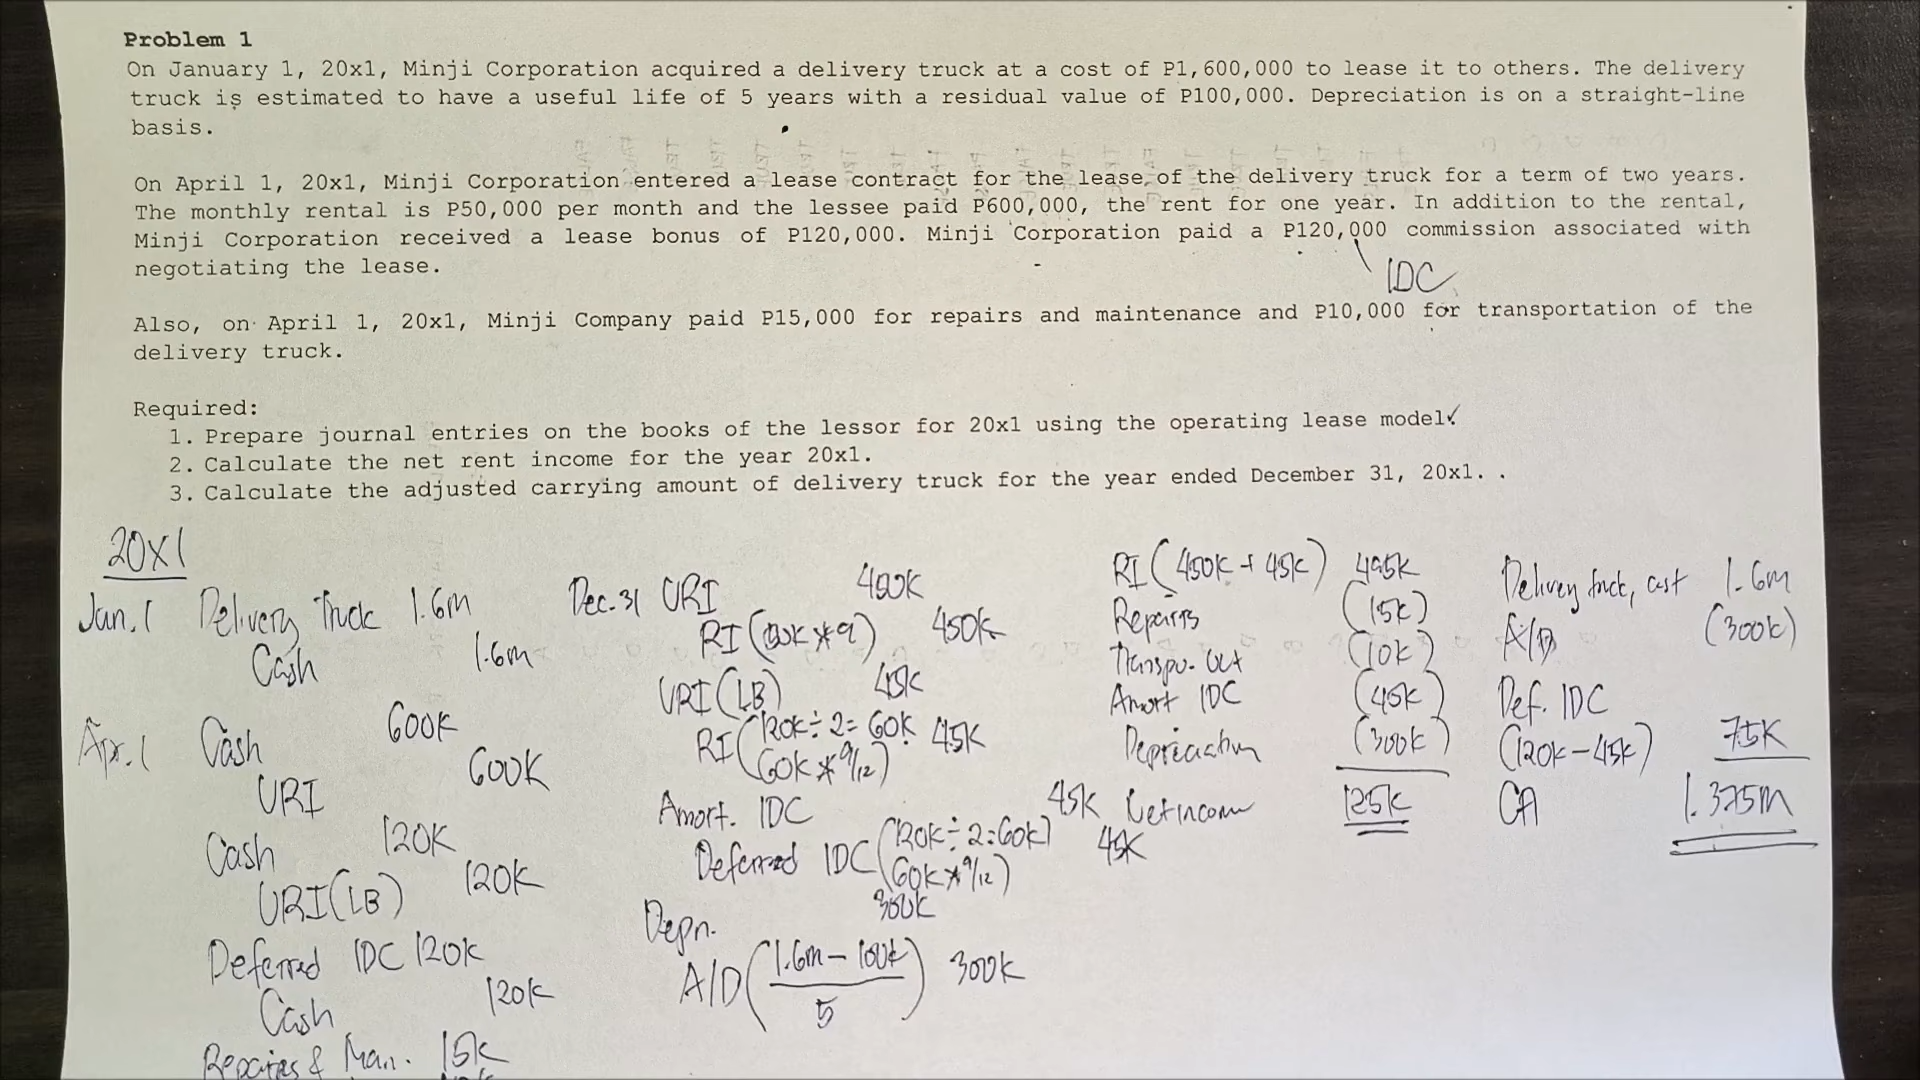 Problem 1
On January 1, 20x1, Minji Corporation acquired a delivery truck at a cost of P1,600,000 to lease it to others. The delivery
truck is estimated to have a useful life of 5 years with a residual value of P100,000. Depreciation is on a straight-line
basis.
On April 1, 20x1, Minji Corporation entered a lease contract for the lease of the delivery truck for a term of two years.
The monthly rental is P50,000 per month and the lessee paid P600,000, the rent for one year. In addition to the rental,
Minji Corporation received a lease bonus of P120,000. Minji Corporation paid a P120,000 commission associated with
negotiating the lease.
IDC
Also, on April 1, 20x1, Minji Company paid P15,000 for repairs and maintenance and P10,000 for transportation of the
delivery truck.
Required:
1. Prepare journal entries on the books of the lessor for 20x1 using the operating lease model✓
2. Calculate the net rent income for the year 20x1.
3. Calculate the adjusted carrying amount of delivery truck for the year ended December 31, 20x1. .
20X1
Jan. 1 Delivery Truck 1.6m
Cash 1.6m
Apr. 1 Cash 600K
URI 600K
Cash 120K
URI (LB) 120K
Deferred IDC 120K
Cash 120K
Repairs & Main. 15K
Dec. 31 URI 450K
RI (50K * 9) 450K
URI (LB) 45K
RI (120K ÷ 2 = 60K 45K
60K * 9/12)
Amort. IDC 45K
Deferred IDC (120K ÷ 2 = 60K) 45K
(60K * 9/12)
Depn. 300K
A/D (1.6m - 100K) 300K
5
RI (450K + 45K) 495K
Repairs (15K)
Transpo. Out (10K)
Amort IDC (45K)
Depreciation (300K)
Net income 125K
Delivery truck, cost 1.6m
A/D (300K)
Def. IDC
(120K - 45K) 75K
CA 1.375m